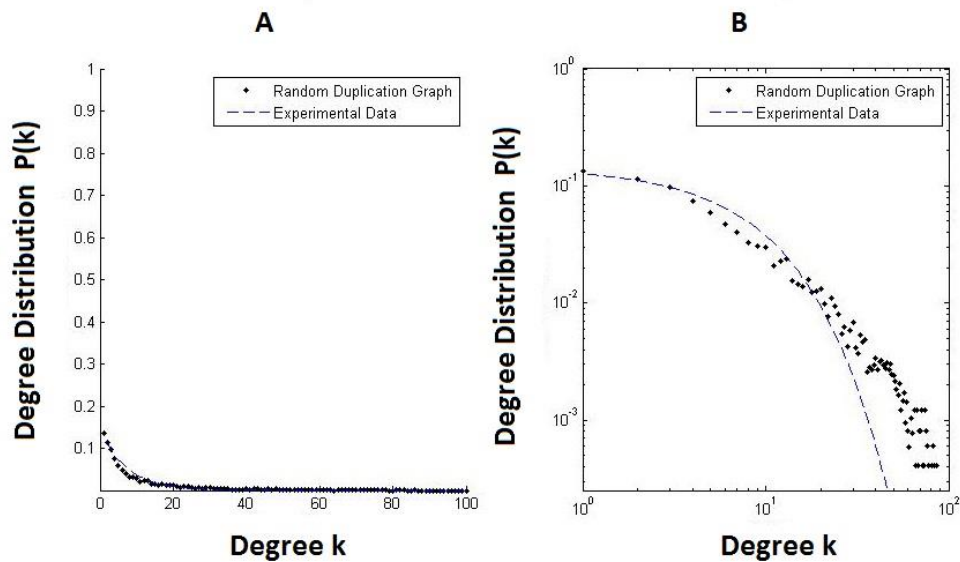 A
Random Duplication Graph
Experimental Data
Degree Distribution P(k)
1
0.9
0.8
0.7
0.6
0.5
0.4
0.3
0.2
0.1
0 20 40 60 80 100
Degree k
B
Random Duplication Graph
Experimental Data
Degree Distribution P(k)
10^0
10^-1
10^-2
10^-3
10^0 10^1 10^2
Degree k